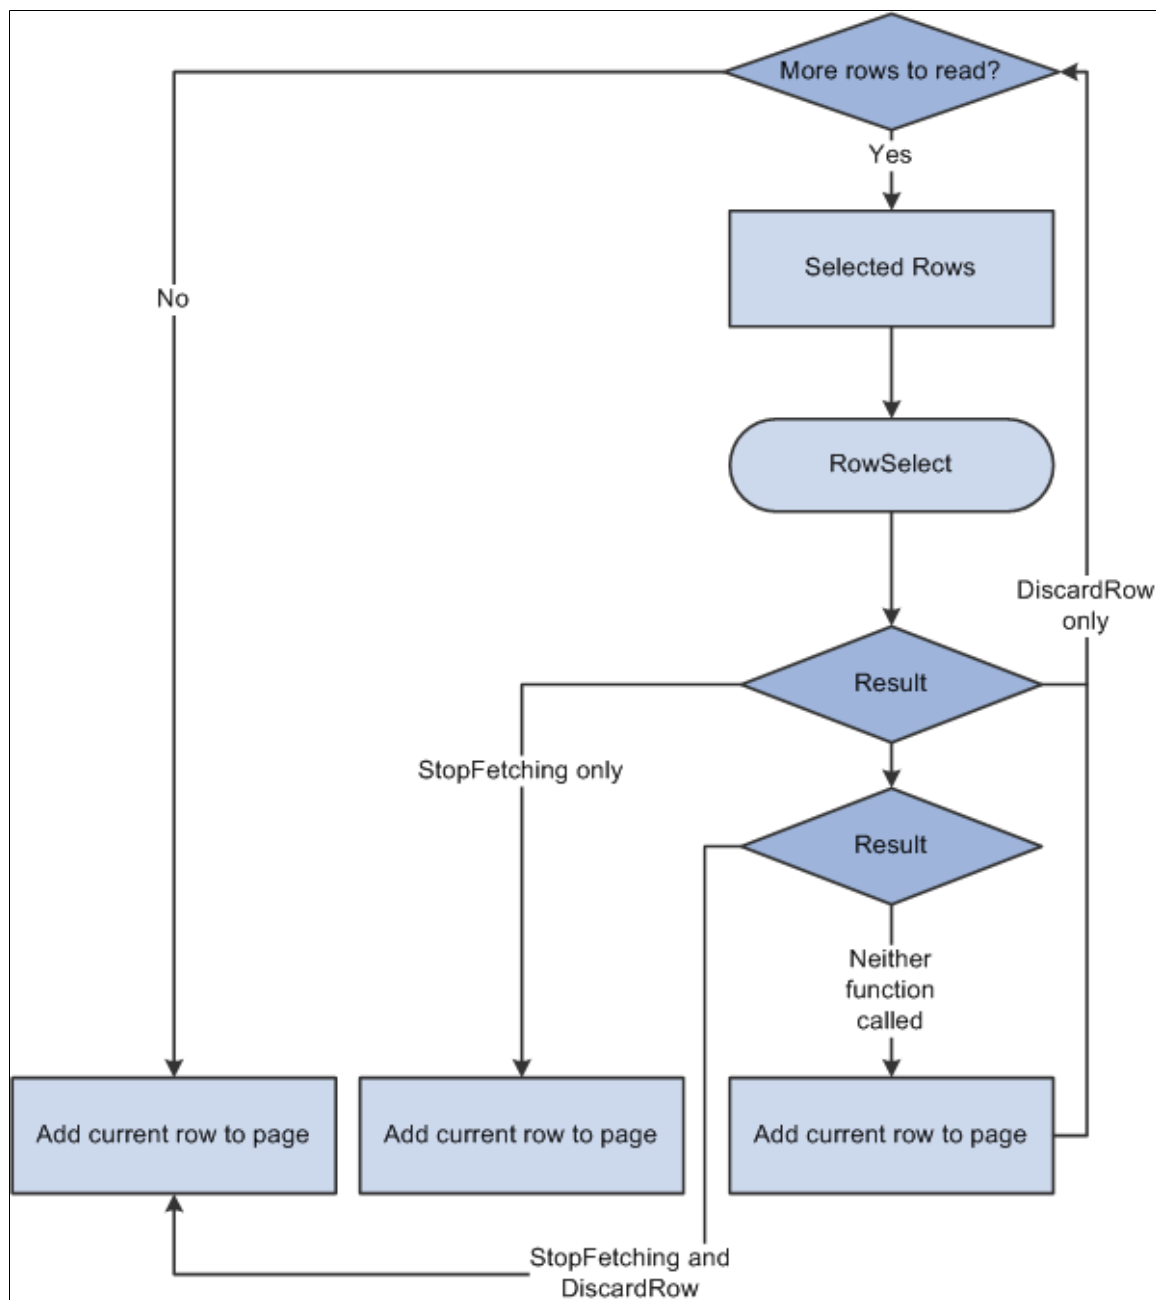 More rows to read?
Yes
Selected Rows
No
RowSelect
DiscardRow
only
Result
StopFetching only
Result
Neither
function
called
Add current row to page
Add current row to page
Add current row to page
StopFetching and
DiscardRow